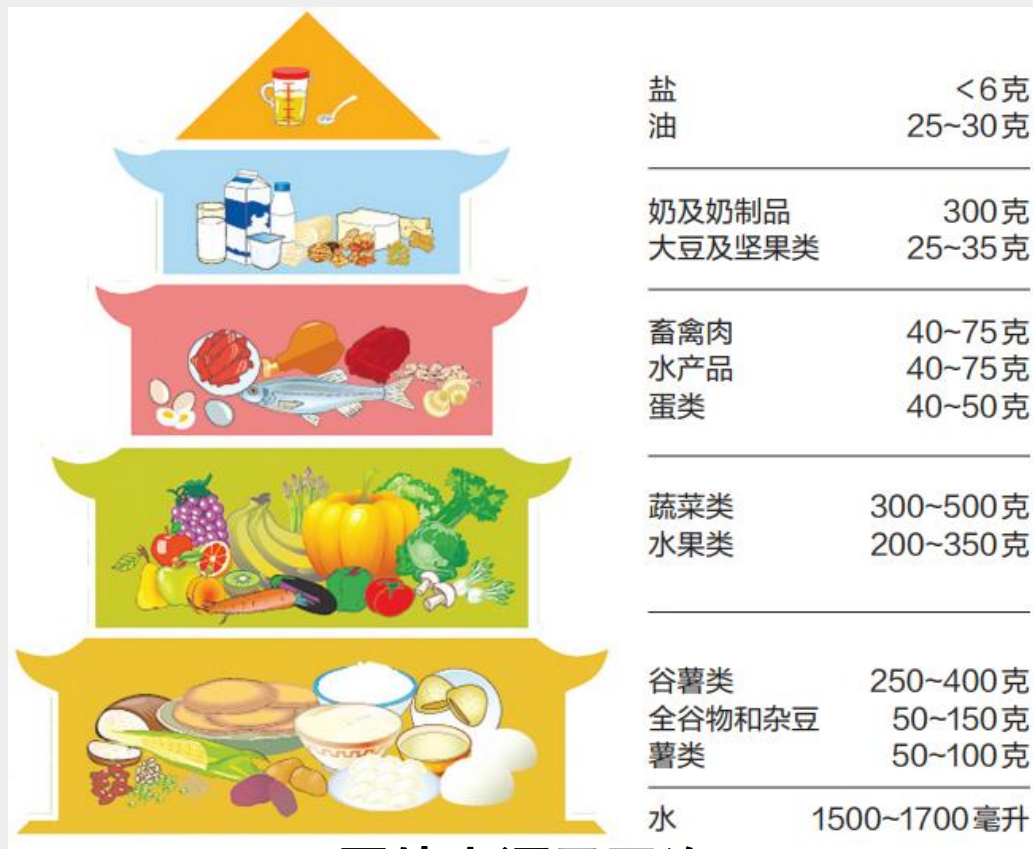 盐 <6克
油 25~30克
奶及奶制品 300克
大豆及坚果类 25~35克
畜禽肉 40~75克
水产品 40~75克
蛋类 40~50克
蔬菜类 300~500克
水果类 200~350克
谷薯类 250~400克
全谷物和杂豆 50~150克
薯类 50~100克
水 1500~1700毫升